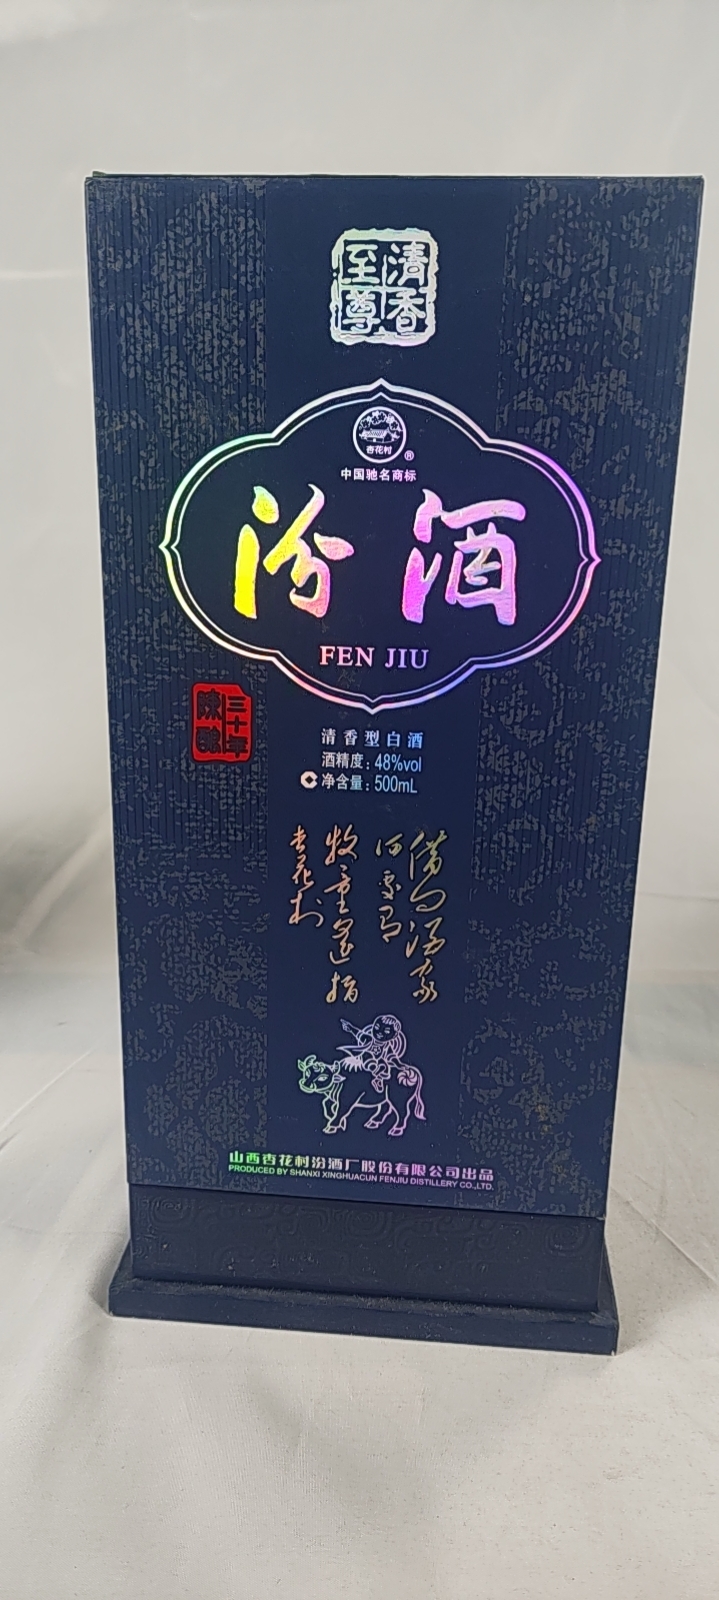 清香
至尊
杏花村
®
中国驰名商标
汾酒
FEN JIU
三十年
陳釀
清香型白酒
酒精度：48%vol
净含量：500mL
借问酒家
何处有
牧童遥指
杏花村
山西杏花村汾酒厂股份有限公司出品
PRODUCED BY SHANXI XINGHUACUN FENJIU DISTILLERY CO.,LTD.